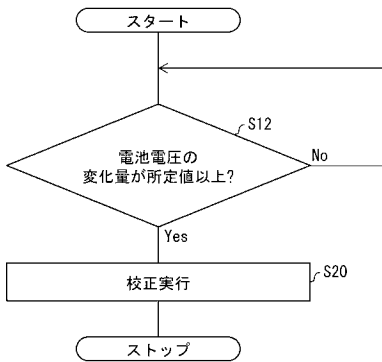 スタート
S12
電池電圧の
変化量が所定値以上?
No
Yes
S20
校正実行
ストップ